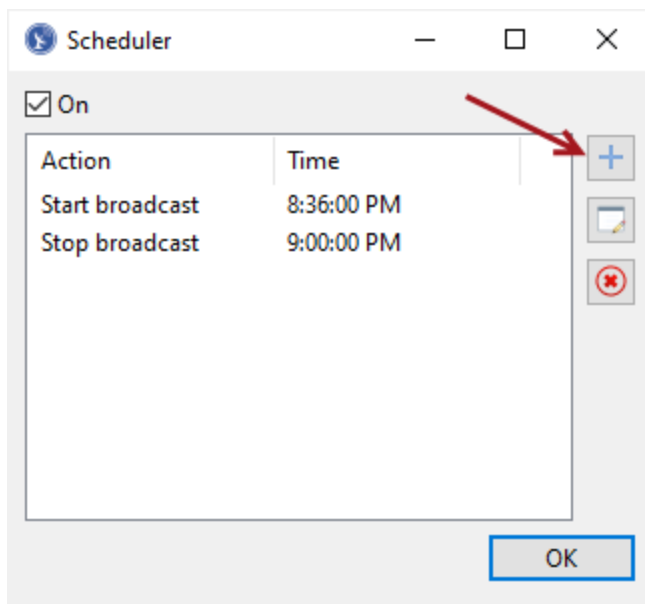 Scheduler
On
Action Time
Start broadcast 8:36:00 PM
Stop broadcast 9:00:00 PM
OK